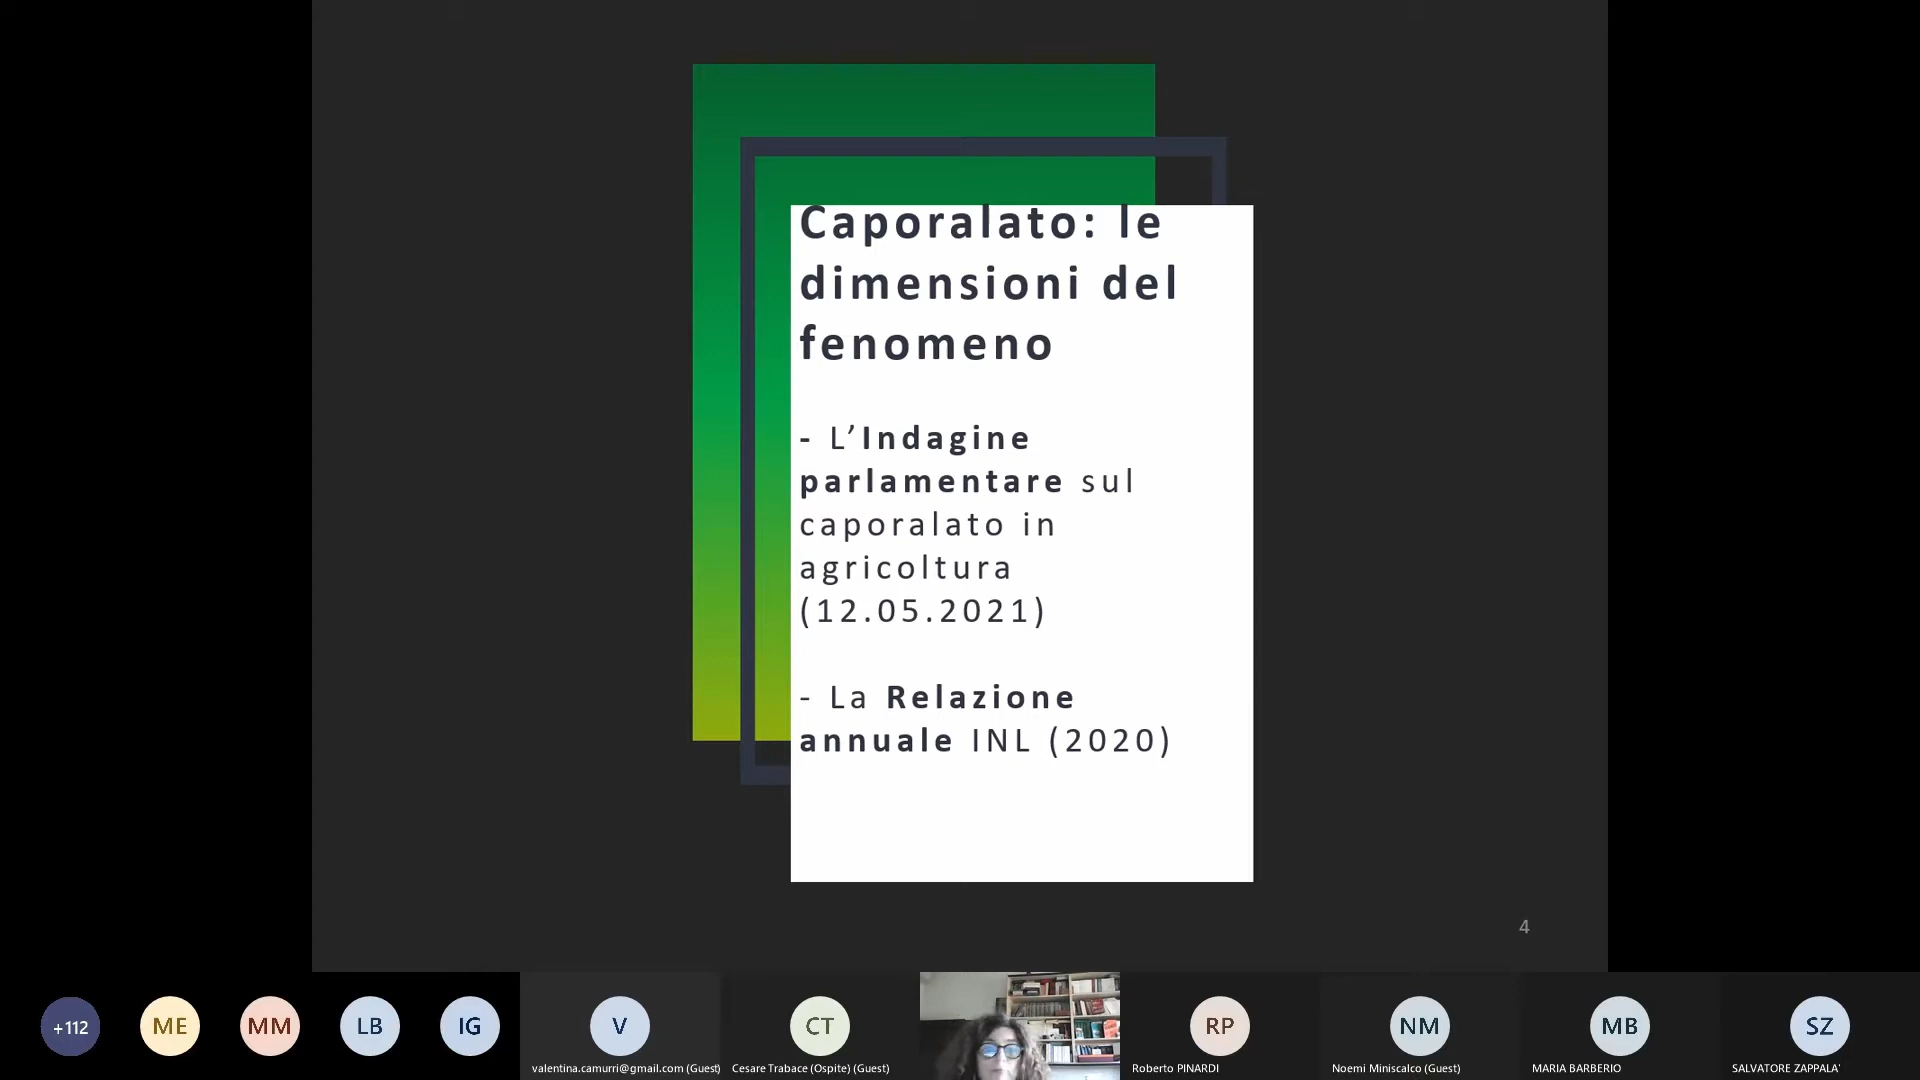 Caporalato: le
dimensioni del
fenomeno
- L’Indagine
parlamentare sul
caporalato in
agricoltura
(12.05.2021)
- La Relazione
annuale INL (2020)
4
+112
ME
MM
LB
IG
V
CT
RP
NM
MB
SZ
valentina.camurri@gmail.com (Guest)
Cesare Trabace (Ospite) (Guest)
Roberto PINARDI
Noemi Miniscalco (Guest)
MARIA BARBERIO
SALVATORE ZAPPALA'